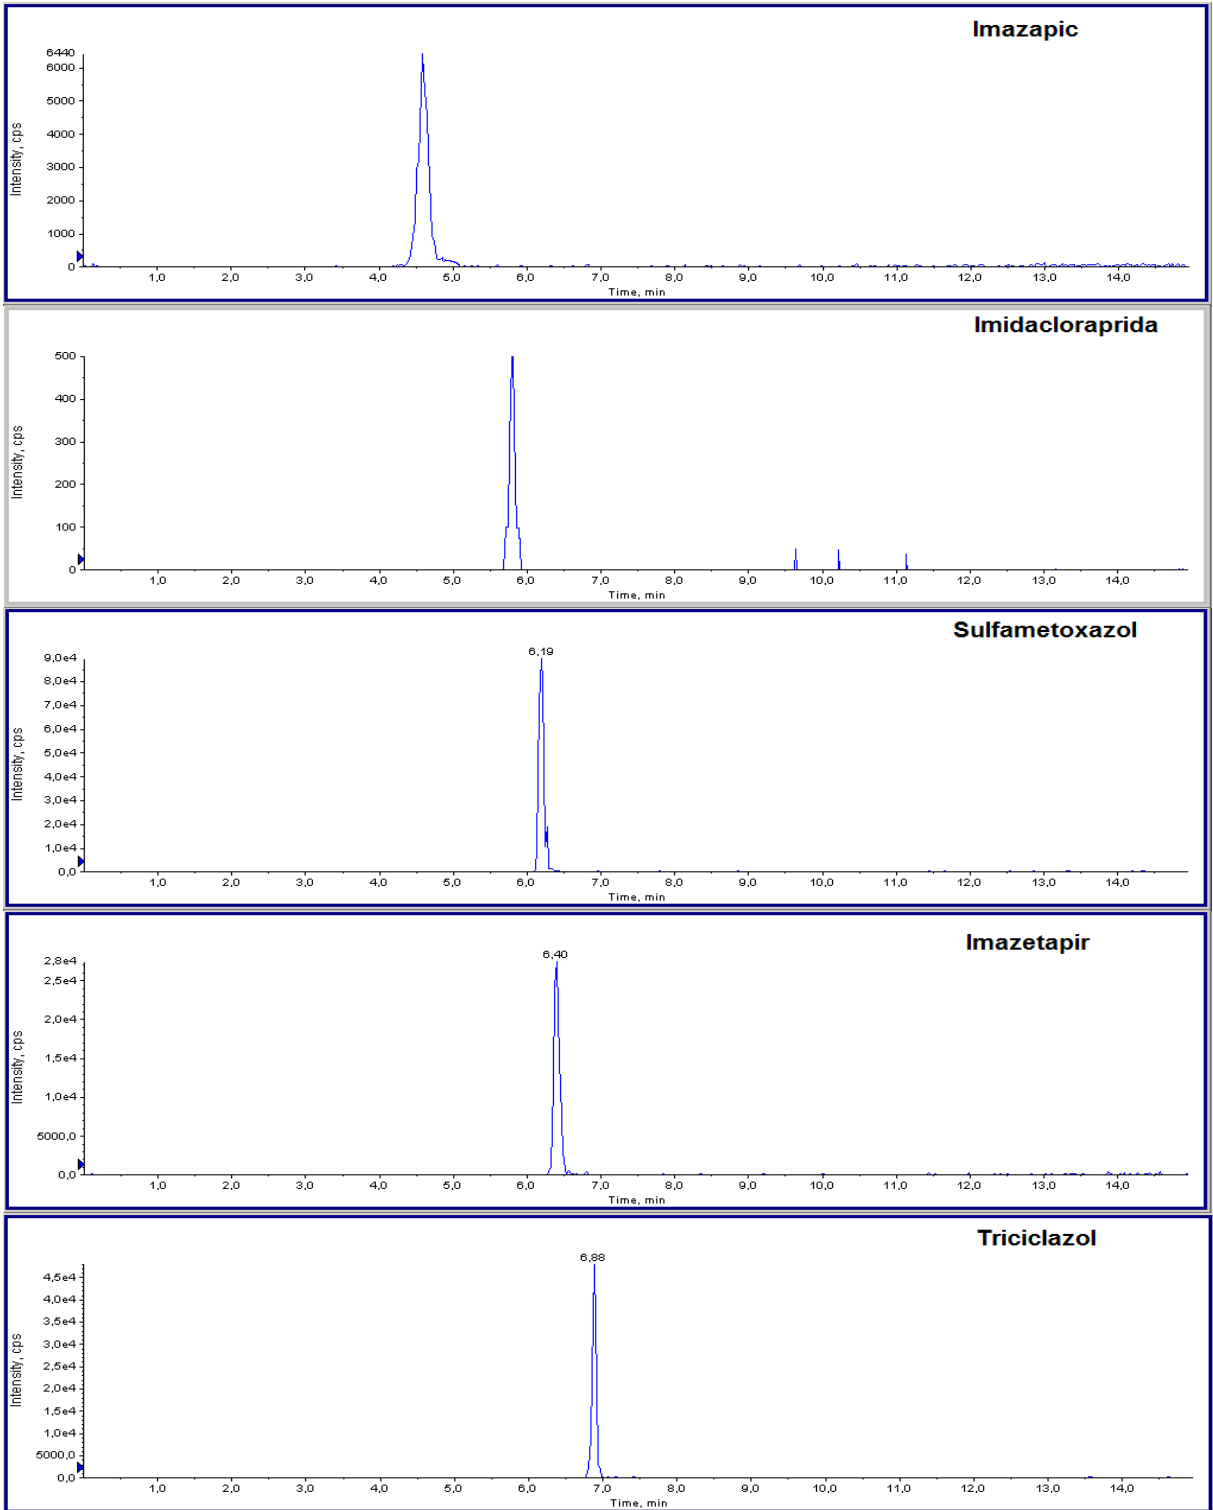 Imazapic
6440
6000
5000
4000
3000
2000
1000
0
Intensity, cps
1,0 2,0 3,0 4,0 5,0 6,0 7,0 8,0 9,0 10,0 11,0 12,0 13,0 14,0
Time, min
Imidacloraprida
500
400
300
200
100
0
Intensity, cps
1,0 2,0 3,0 4,0 5,0 6,0 7,0 8,0 9,0 10,0 11,0 12,0 13,0 14,0
Time, min
Sulfametoxazol
6,19
9,0e4
8,0e4
7,0e4
6,0e4
5,0e4
4,0e4
3,0e4
2,0e4
1,0e4
0,0
Intensity, cps
1,0 2,0 3,0 4,0 5,0 6,0 7,0 8,0 9,0 10,0 11,0 12,0 13,0 14,0
Time, min
Imazetapir
6,40
2,8e4
2,5e4
2,0e4
1,5e4
1,0e4
5000,0
0,0
Intensity, cps
1,0 2,0 3,0 4,0 5,0 6,0 7,0 8,0 9,0 10,0 11,0 12,0 13,0 14,0
Time, min
Triciclazol
6,88
4,5e4
4,0e4
3,5e4
3,0e4
2,5e4
2,0e4
1,5e4
1,0e4
5000,0
0,0
Intensity, cps
1,0 2,0 3,0 4,0 5,0 6,0 7,0 8,0 9,0 10,0 11,0 12,0 13,0 14,0
Time, min